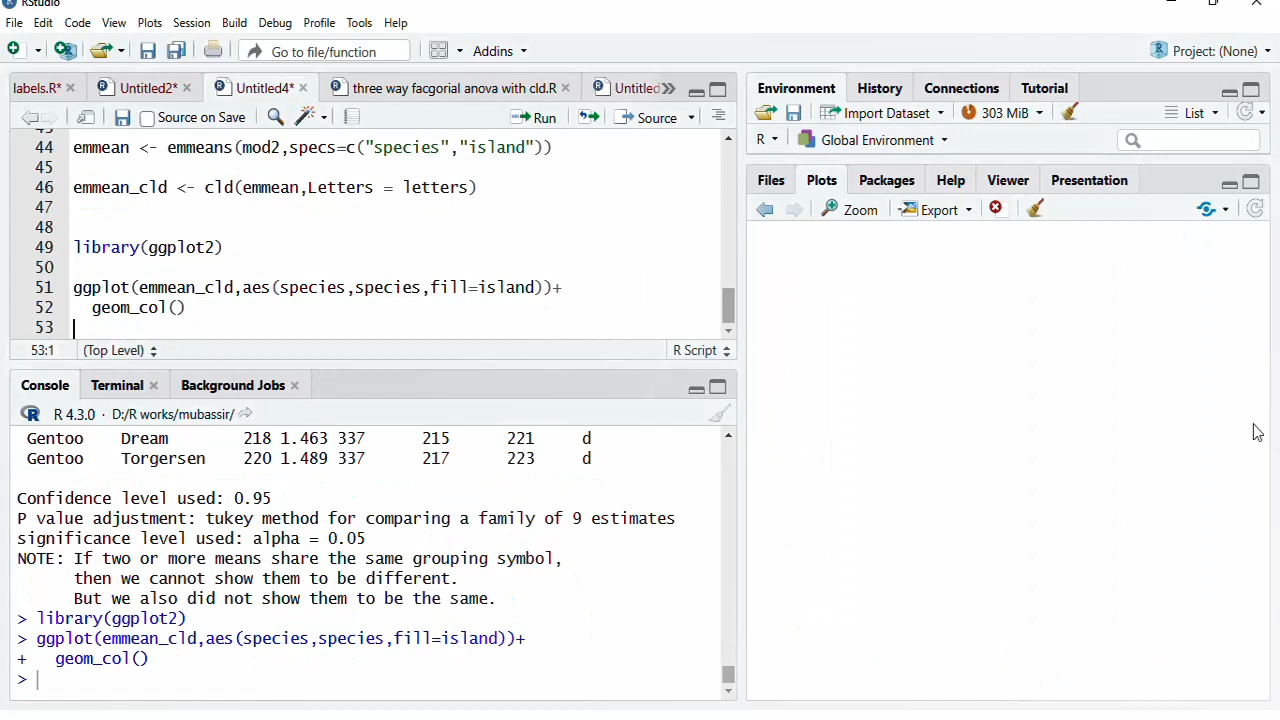 RStudio
File Edit Code View Plots Session Build Debug Profile Tools Help
Go to file/function Addins Project: (None)
labels.R* Untitled2* Untitled4* three way facgorial anova with cld.R Untitled
Source on Save Run Source
44 emmean <- emmeans(mod2,specs=c("species","island"))
45
46 emmean_cld <- cld(emmean,Letters = letters)
47
48
49 library(ggplot2)
50
51 ggplot(emmean_cld,aes(species,species,fill=island))+
52 geom_col()
53
53:1 (Top Level) R Script
Console Terminal Background Jobs
R 4.3.0 · D:/R works/mubassir/
Gentoo Dream 218 1.463 337 215 221 d
Gentoo Torgersen 220 1.489 337 217 223 d
Confidence level used: 0.95
P value adjustment: tukey method for comparing a family of 9 estimates
significance level used: alpha = 0.05
NOTE: If two or more means share the same grouping symbol,
then we cannot show them to be different.
But we also did not show them to be the same.
> library(ggplot2)
> ggplot(emmean_cld,aes(species,species,fill=island))+
+ geom_col()
>
Environment History Connections Tutorial
Import Dataset 303 MiB List
R Global Environment
Files Plots Packages Help Viewer Presentation
Zoom Export